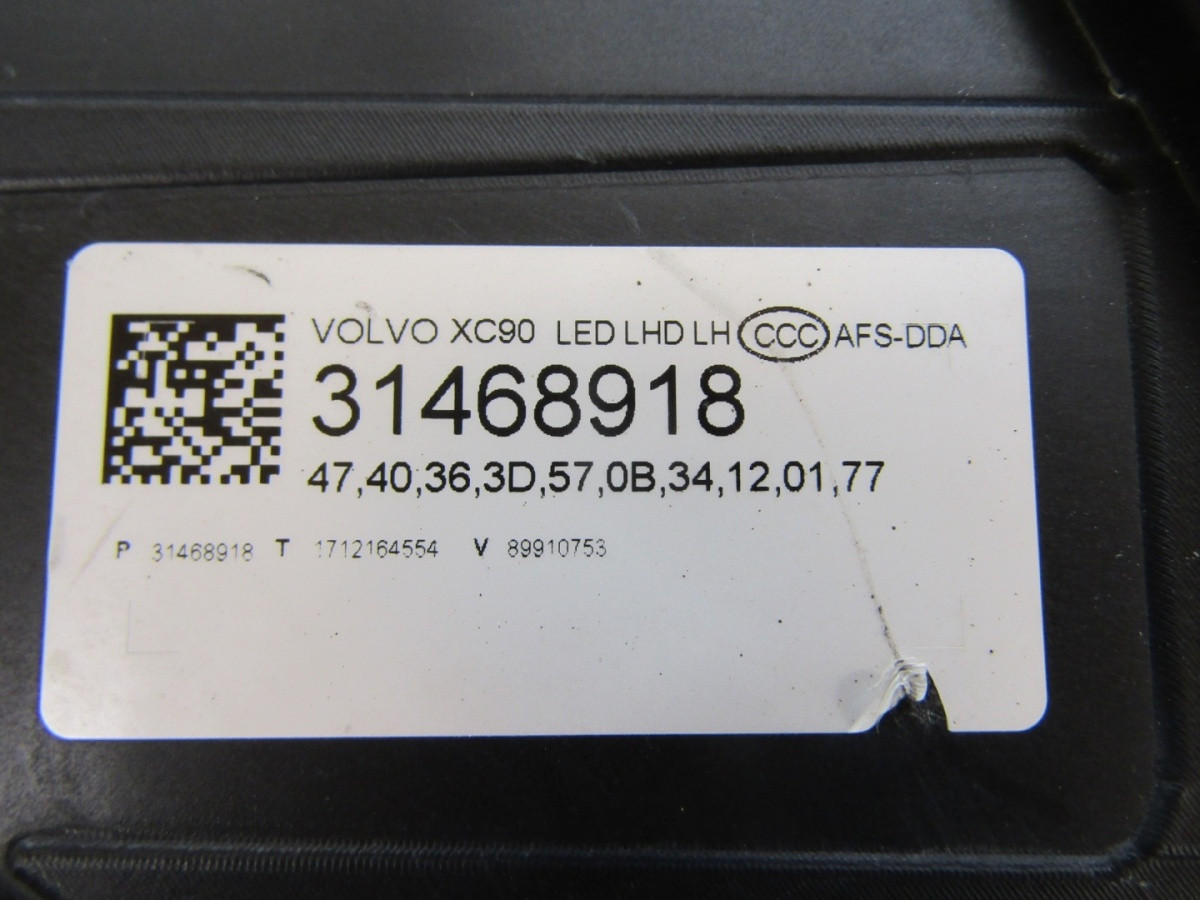 VOLVO XC90 LED LHD LH CCC AFS-DDA
31468918
47,40,36,3D,57,0B,34,12,01,77
P 31468918 T 1712164554 V 89910753